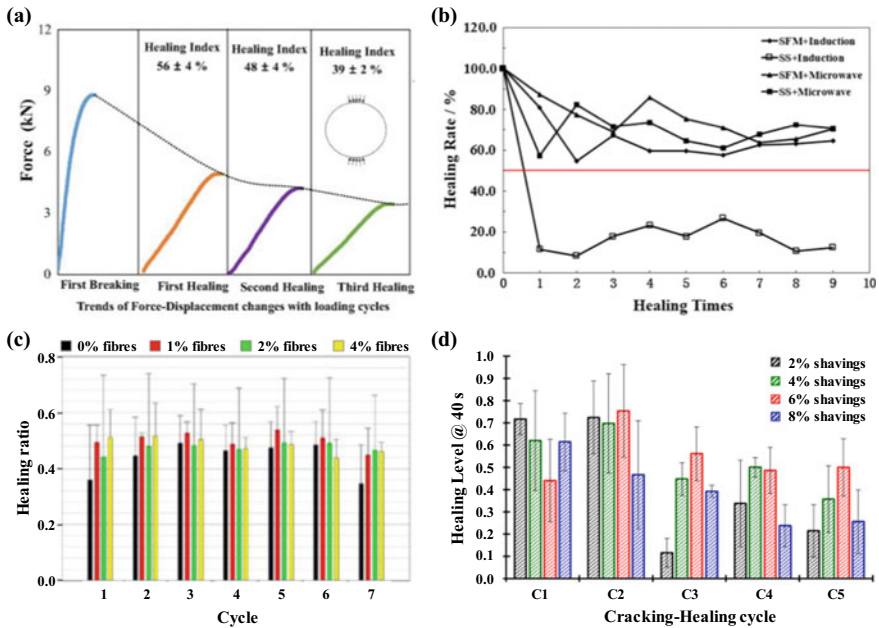 (a)
12
9
6
3
0
Force (kN)
Healing Index
56 ± 4 %
Healing Index
48 ± 4 %
Healing Index
39 ± 2 %
First Breaking
First Healing
Second Healing
Third Healing
Trends of Force-Displacement changes with loading cycles
(b)
120.0
100.0
80.0
60.0
40.0
20.0
0.0
Healing Rate / %
SFM+Induction
SS+Induction
SFM+Microwave
SS+Microwave
0 1 2 3 4 5 6 7 8 9 10
Healing Times
(c)
0% fibres 1% fibres 2% fibres 4% fibres
0.8
0.6
0.4
0.2
0.0
Healing ratio
1 2 3 4 5 6 7
Cycle
(d)
1.0
0.9
0.8
0.7
0.6
0.5
0.4
0.3
0.2
0.1
0.0
Healing Level @ 40 s
2% shavings
4% shavings
6% shavings
8% shavings
C1 C2 C3 C4 C5
Cracking-Healing cycle